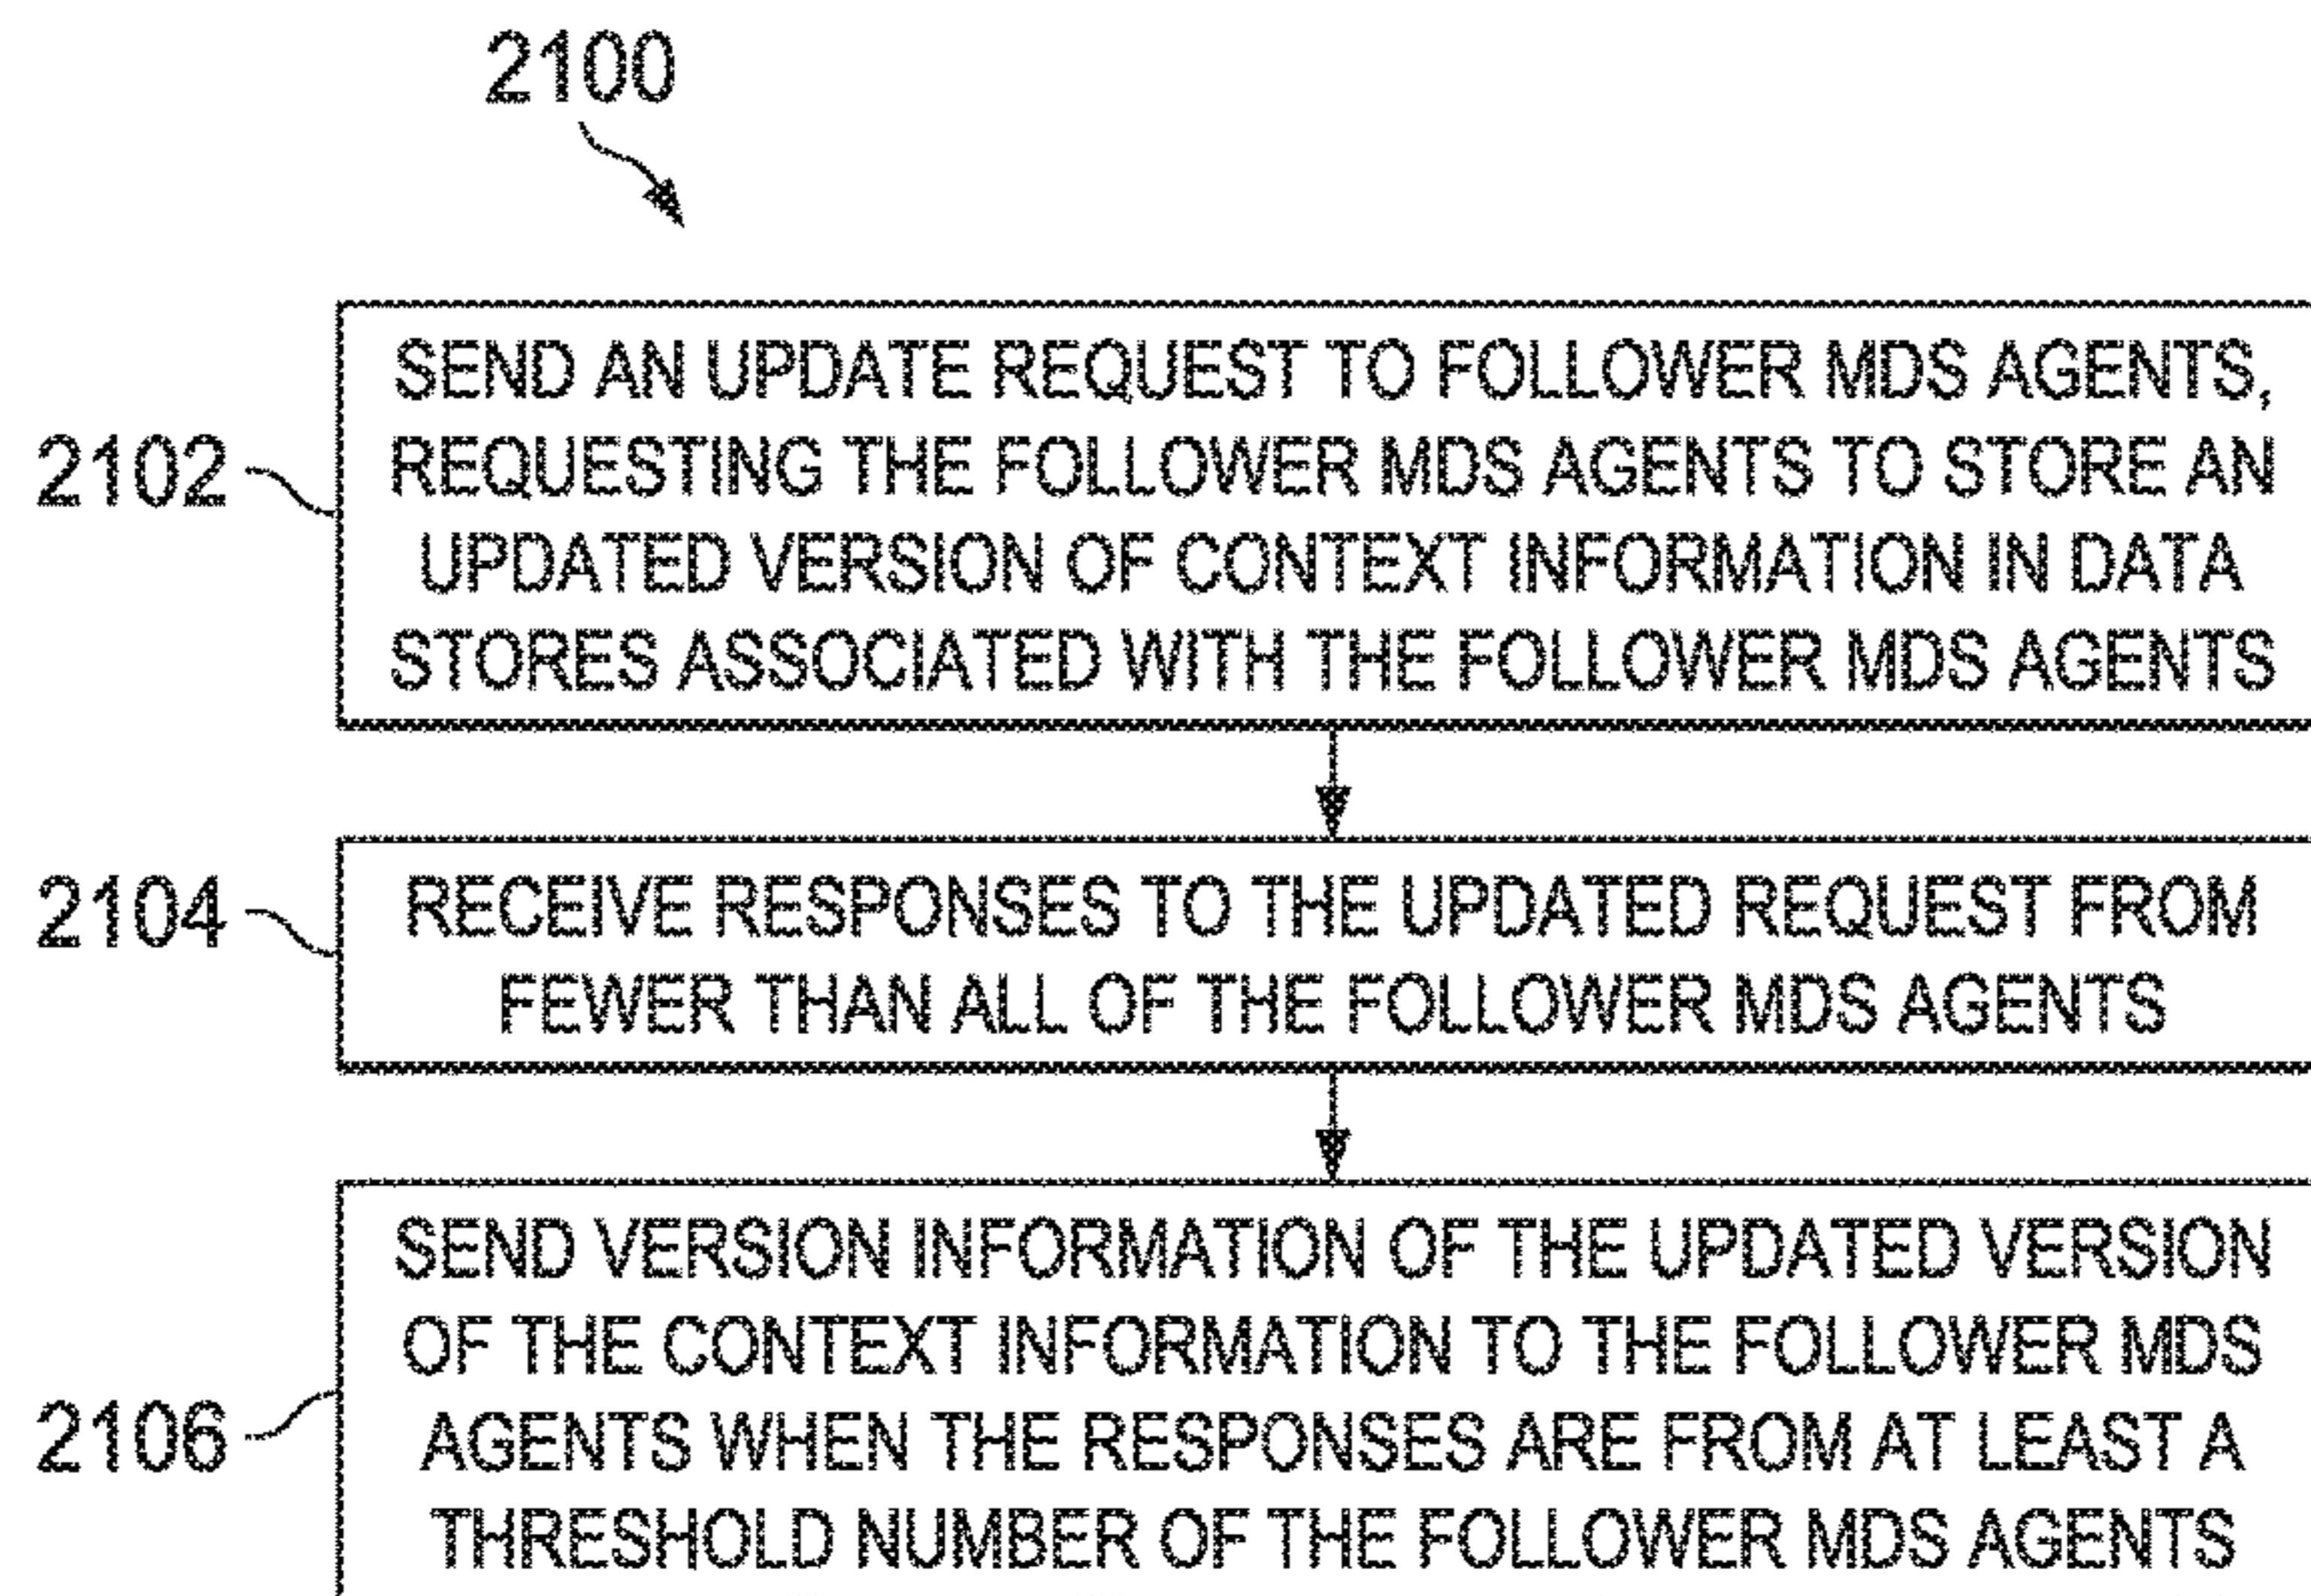 2100
2102
SEND AN UPDATE REQUEST TO FOLLOWER MDS AGENTS,
REQUESTING THE FOLLOWER MDS AGENTS TO STORE AN
UPDATED VERSION OF CONTEXT INFORMATION IN DATA
STORES ASSOCIATED WITH THE FOLLOWER MDS AGENTS
2104
RECEIVE RESPONSES TO THE UPDATED REQUEST FROM
FEWER THAN ALL OF THE FOLLOWER MDS AGENTS
2106
SEND VERSION INFORMATION OF THE UPDATED VERSION
OF THE CONTEXT INFORMATION TO THE FOLLOWER MDS
AGENTS WHEN THE RESPONSES ARE FROM AT LEAST A
THRESHOLD NUMBER OF THE FOLLOWER MDS AGENTS